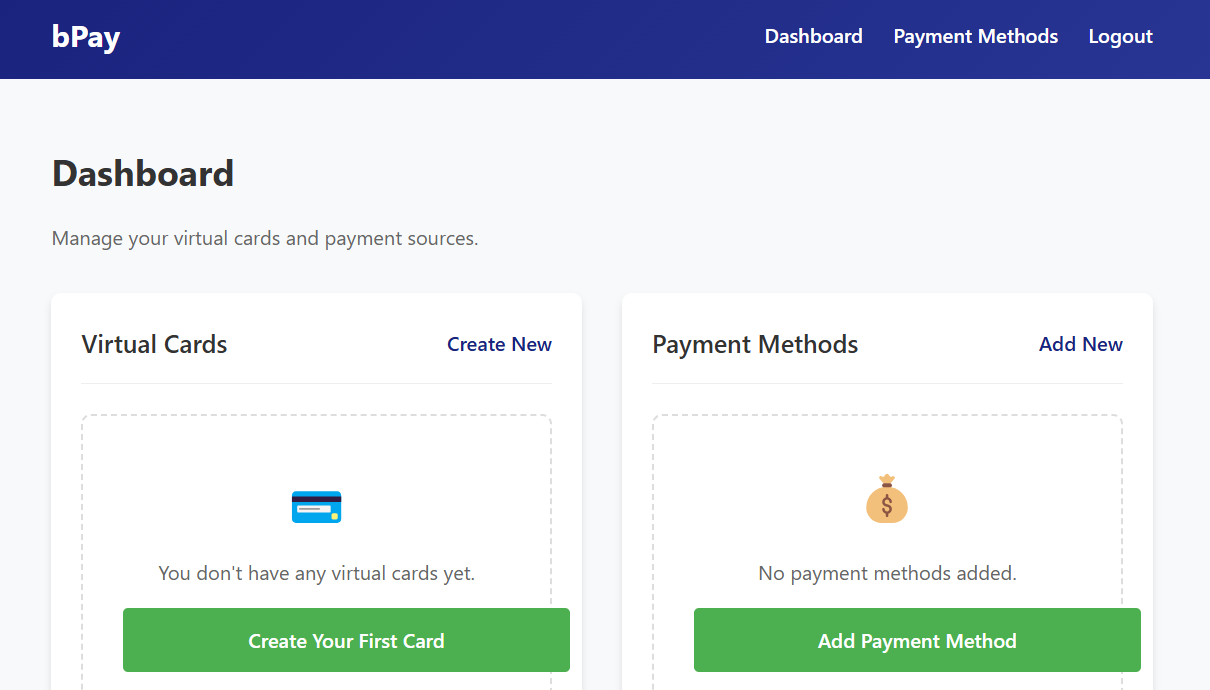 bPay
Dashboard Payment Methods Logout
Dashboard
Manage your virtual cards and payment sources.
Virtual Cards Create New
You don't have any virtual cards yet.
Create Your First Card
Payment Methods Add New
$
No payment methods added.
Add Payment Method